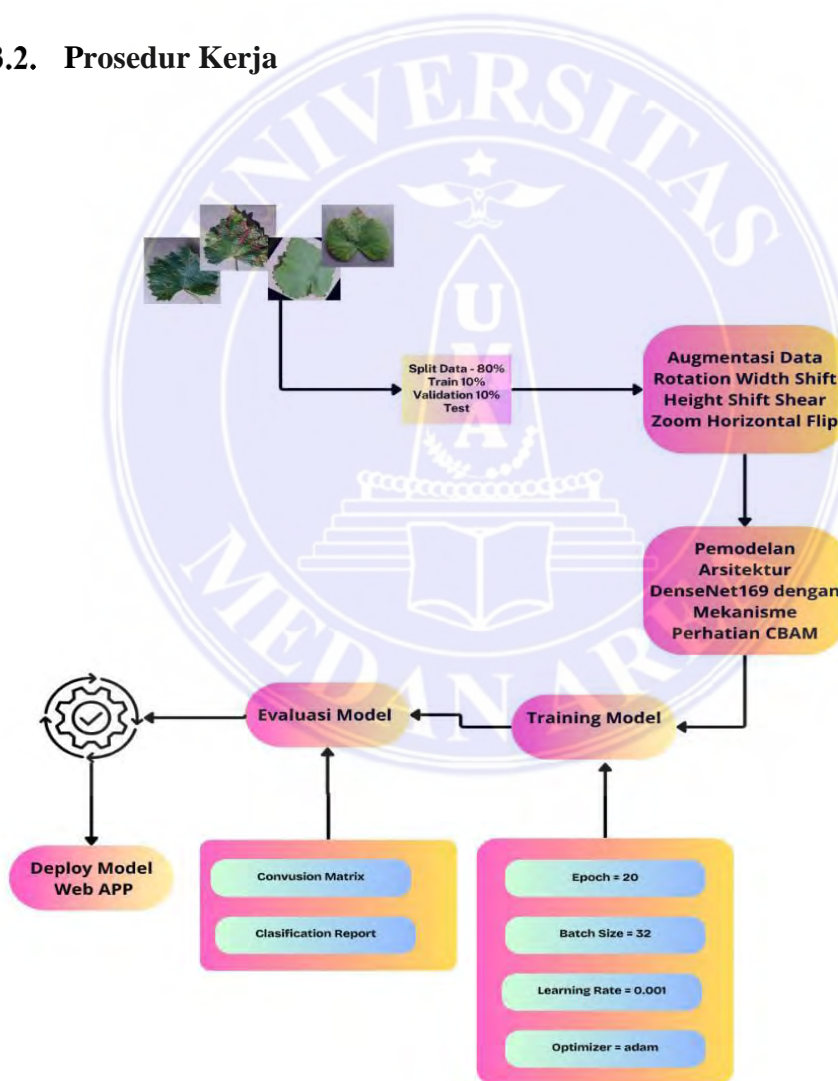 3.2. Prosedur Kerja
UNIVERSITAS
UMA
MEDAN AREA
Split Data - 80%
Train 10%
Validation 10%
Test
Augmentasi Data
Rotation Width Shift
Height Shift Shear
Zoom Horizontal Flip
Pemodelan
Arsitektur
DenseNet169 dengan
Mekanisme
Perhatian CBAM
Training Model
Evaluasi Model
Deploy Model
Web APP
Convusion Matrix
Clasification Report
Epoch = 20
Batch Size = 32
Learning Rate = 0.001
Optimizer = adam